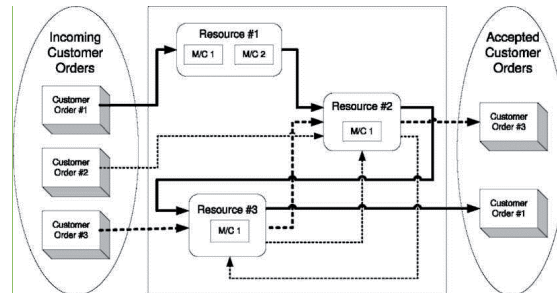 Incoming
Customer
Orders
Customer
Order #1
Customer
Order #2
Customer
Order #3
Resource #1
M/C 1
M/C 2
Resource #2
M/C 1
Resource #3
M/C 1
Accepted
Customer
Orders
Customer
Order #3
Customer
Order #1